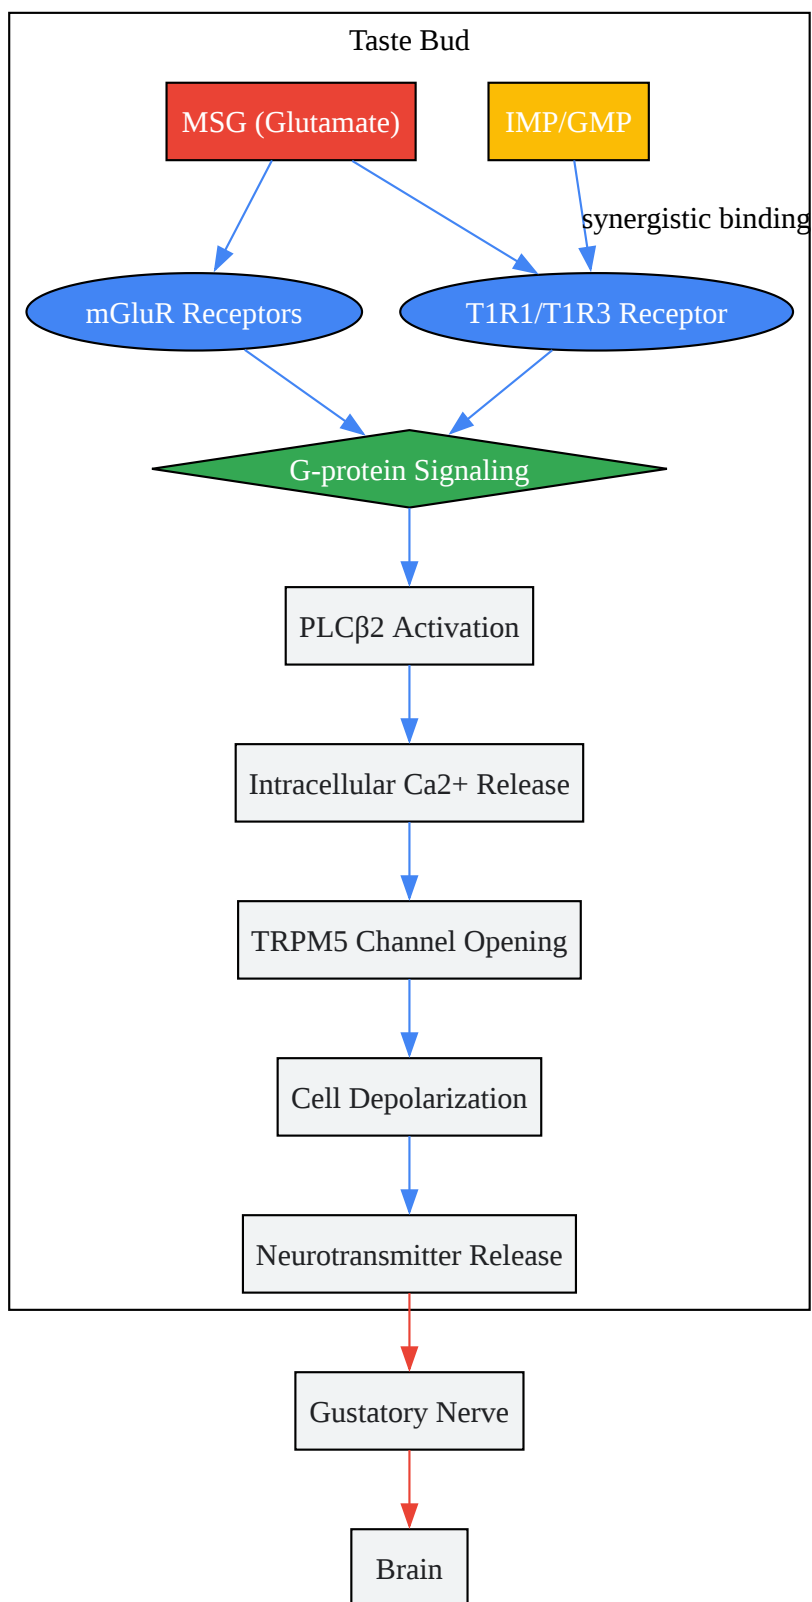 Taste Bud
MSG (Glutamate)
IMP/GMP
synergistic binding
mGluR Receptors
T1R1/T1R3 Receptor
G-protein Signaling
PLCβ2 Activation
Intracellular Ca2+ Release
TRPM5 Channel Opening
Cell Depolarization
Neurotransmitter Release
Gustatory Nerve
Brain